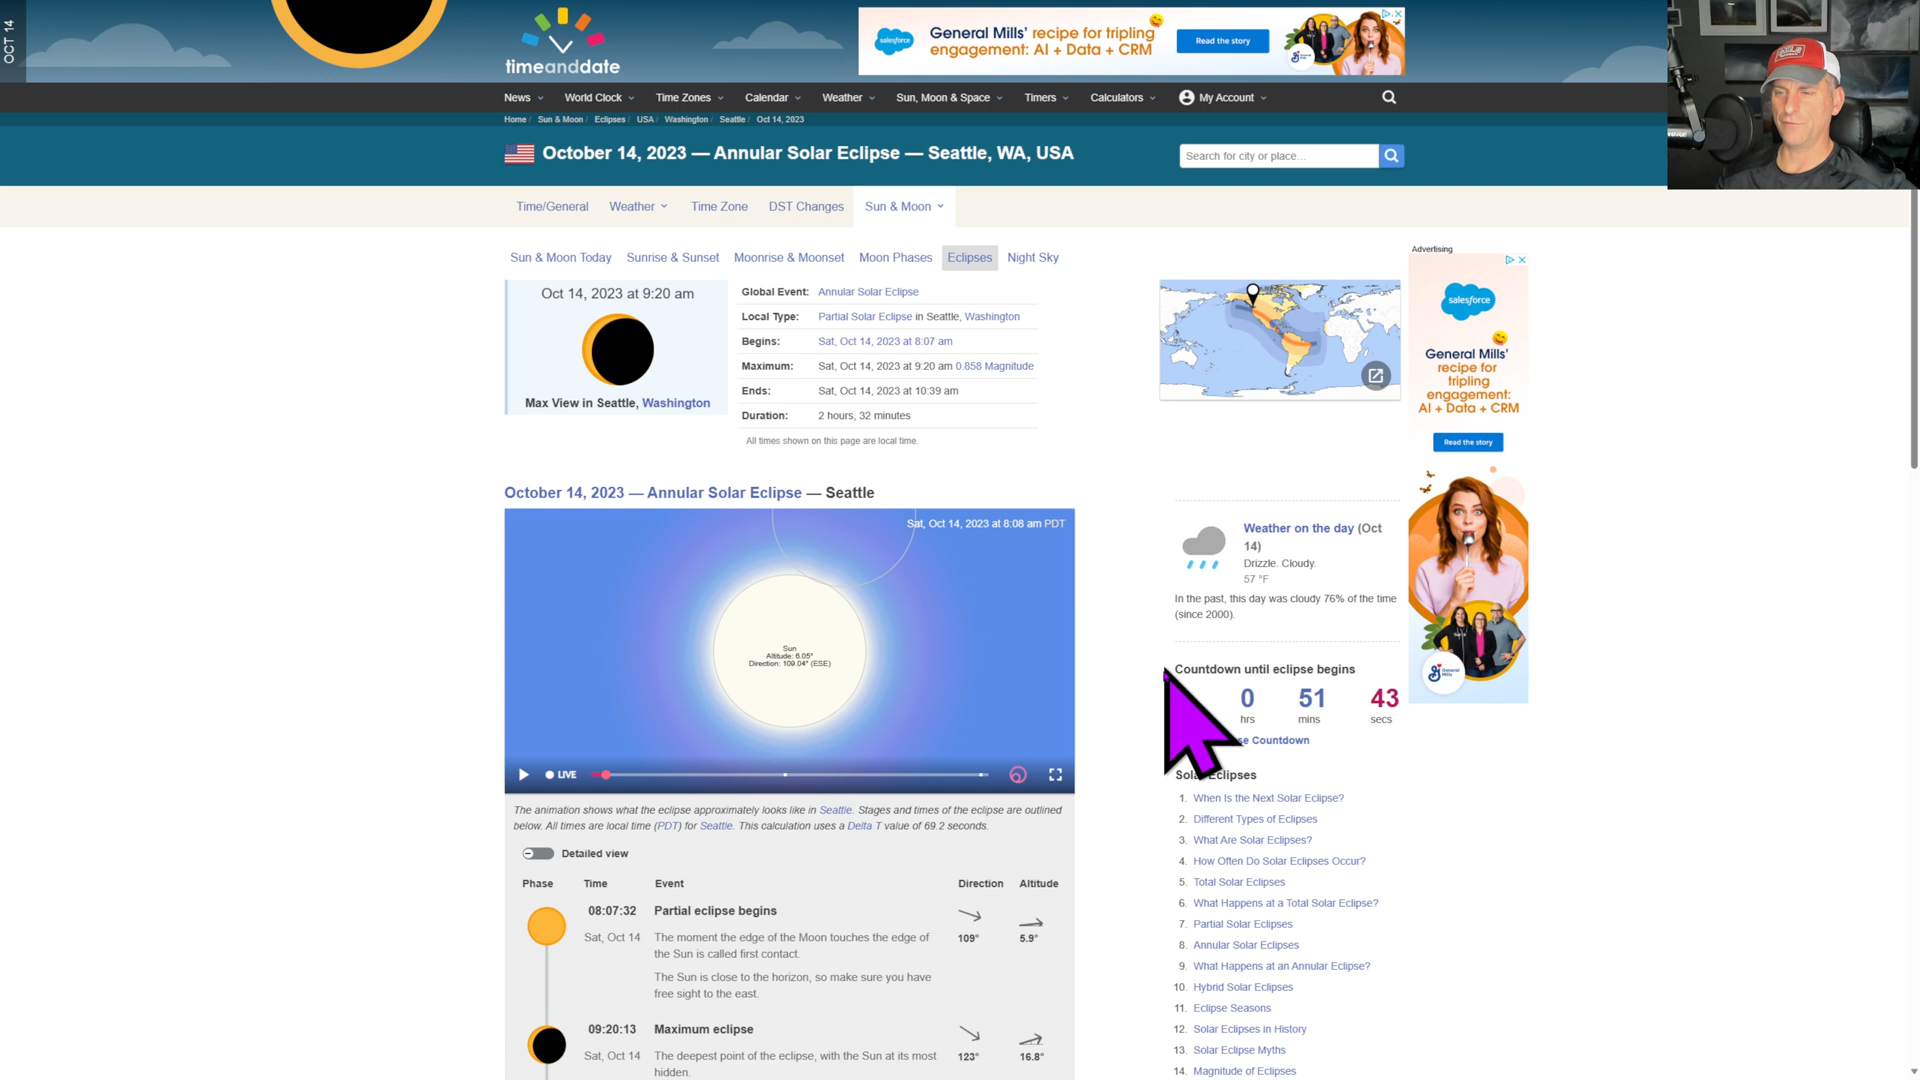 OCT 14
timeanddate
salesforce
General Mills' recipe for tripling
engagement: AI + Data + CRM
Read the story
News
World Clock
Time Zones
Calendar
Weather
Sun, Moon & Space
Timers
Calculators
My Account
Home / Sun & Moon / Eclipses / USA / Washington / Seattle / Oct 14, 2023
October 14, 2023 — Annular Solar Eclipse — Seattle, WA, USA
Search for city or place...
Time/General
Weather
Time Zone
DST Changes
Sun & Moon
Sun & Moon Today
Sunrise & Sunset
Moonrise & Moonset
Moon Phases
Eclipses
Night Sky
Oct 14, 2023 at 9:20 am
Max View in Seattle, Washington
Global Event: Annular Solar Eclipse
Local Type: Partial Solar Eclipse in Seattle, Washington
Begins: Sat, Oct 14, 2023 at 8:07 am
Maximum: Sat, Oct 14, 2023 at 9:20 am 0.858 Magnitude
Ends: Sat, Oct 14, 2023 at 10:39 am
Duration: 2 hours, 32 minutes
All times shown on this page are local time.
October 14, 2023 — Annular Solar Eclipse — Seattle
Sat, Oct 14, 2023 at 8:08 am PDT
Sun
Altitude: 6.05°
Direction: 109.04° (ESE)
LIVE
The animation shows what the eclipse approximately looks like in Seattle. Stages and times of the eclipse are outlined
below. All times are local time (PDT) for Seattle. This calculation uses a Delta T value of 69.2 seconds.
Detailed view
Phase Time Event Direction Altitude
08:07:32 Partial eclipse begins
Sat, Oct 14 The moment the edge of the Moon touches the edge of 109° 5.9°
the Sun is called first contact.
The Sun is close to the horizon, so make sure you have
free sight to the east.
09:20:13 Maximum eclipse
Sat, Oct 14 The deepest point of the eclipse, with the Sun at its most 123° 16.8°
hidden.
Weather on the day (Oct
14)
Drizzle. Cloudy.
57 °F
In the past, this day was cloudy 76% of the time
(since 2000).
Countdown until eclipse begins
0 51 43
hrs mins secs
se Countdown
Solar Eclipses
1. When Is the Next Solar Eclipse?
2. Different Types of Eclipses
3. What Are Solar Eclipses?
4. How Often Do Solar Eclipses Occur?
5. Total Solar Eclipses
6. What Happens at a Total Solar Eclipse?
7. Partial Solar Eclipses
8. Annular Solar Eclipses
9. What Happens at an Annular Eclipse?
10. Hybrid Solar Eclipses
11. Eclipse Seasons
12. Solar Eclipses in History
13. Solar Eclipse Myths
14. Magnitude of Eclipses
Advertising
salesforce
General Mills'
recipe for
tripling
engagement:
AI + Data + CRM
Read the story
General
Mills